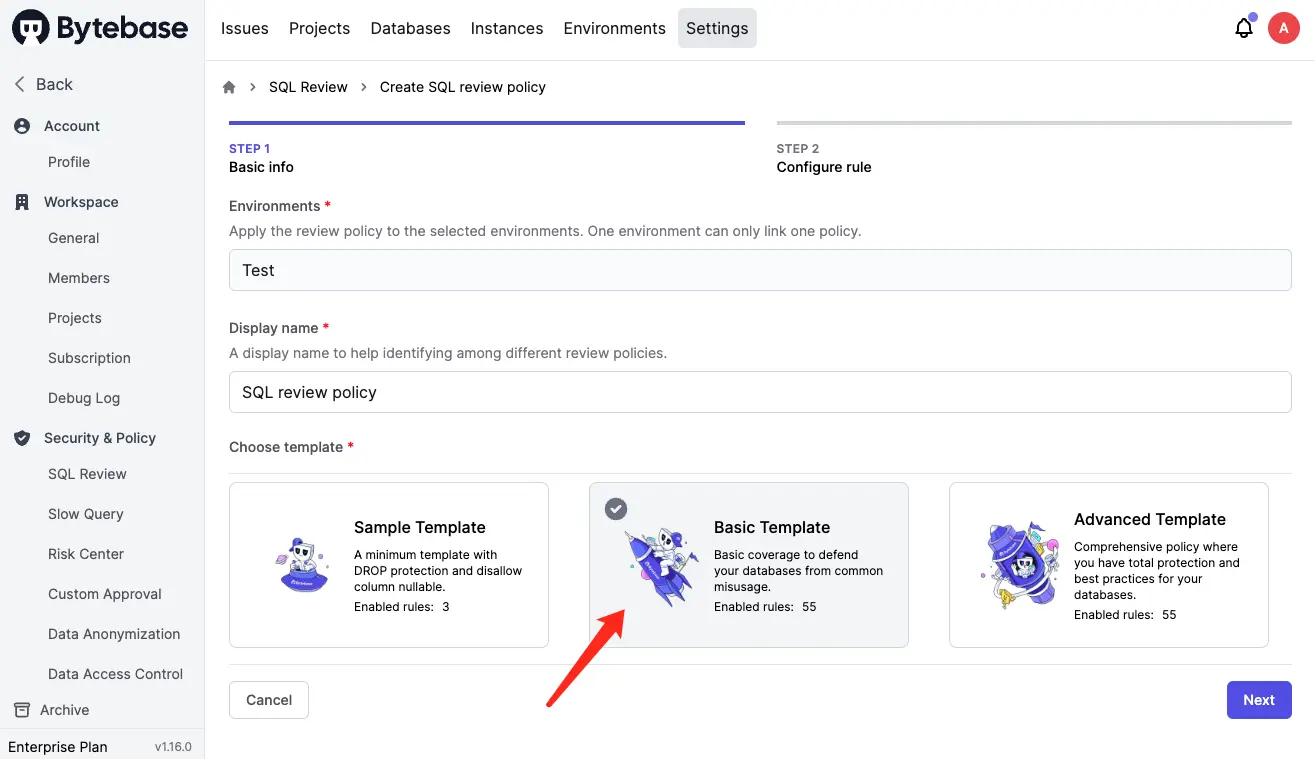 Bytebase
Issues Projects Databases Instances Environments Settings
A
Back
Account
Profile
Workspace
General
Members
Projects
Subscription
Debug Log
Security & Policy
SQL Review
Slow Query
Risk Center
Custom Approval
Data Anonymization
Data Access Control
Archive
Enterprise Plan v1.16.0
SQL Review Create SQL review policy
STEP 1
Basic info
STEP 2
Configure rule
Environments *
Apply the review policy to the selected environments. One environment can only link one policy.
Test
Display name *
A display name to help identifying among different review policies.
SQL review policy
Choose template *
Sample Template
A minimum template with
DROP protection and disallow
column nullable.
Enabled rules: 3
Basic Template
Basic coverage to defend
your databases from common
misusage.
Enabled rules: 55
Advanced Template
Comprehensive policy where
you have total protection and
best practices for your
databases.
Enabled rules: 55
Cancel
Next